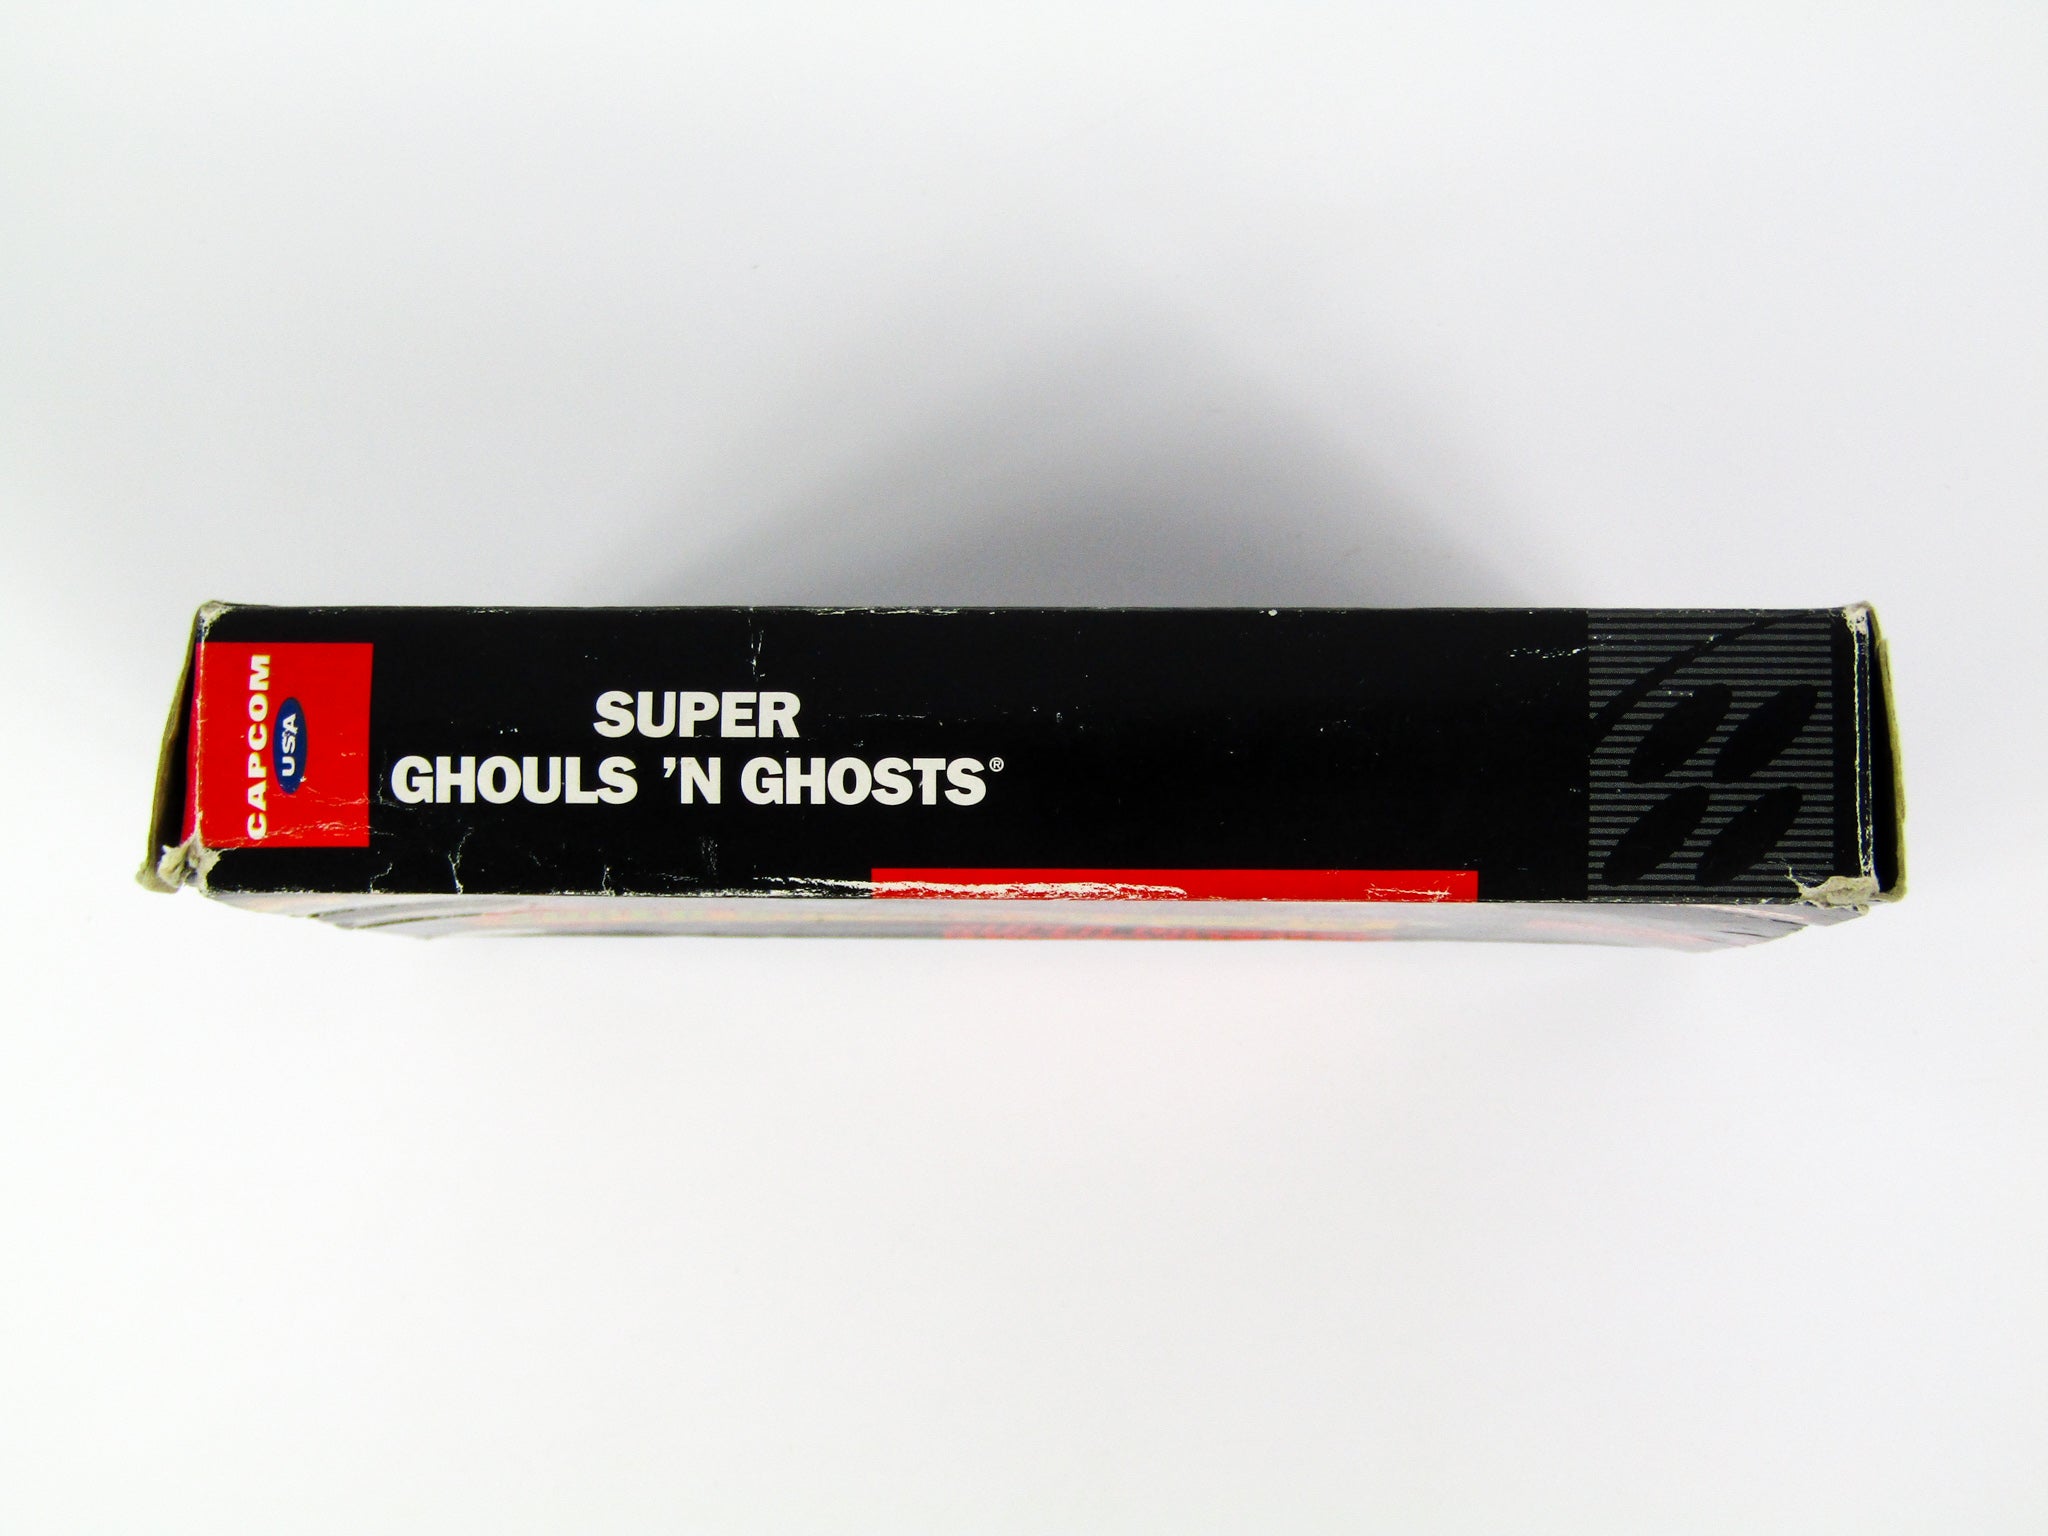 CAPCOM
USA
SUPER
GHOULS 'N GHOSTS®